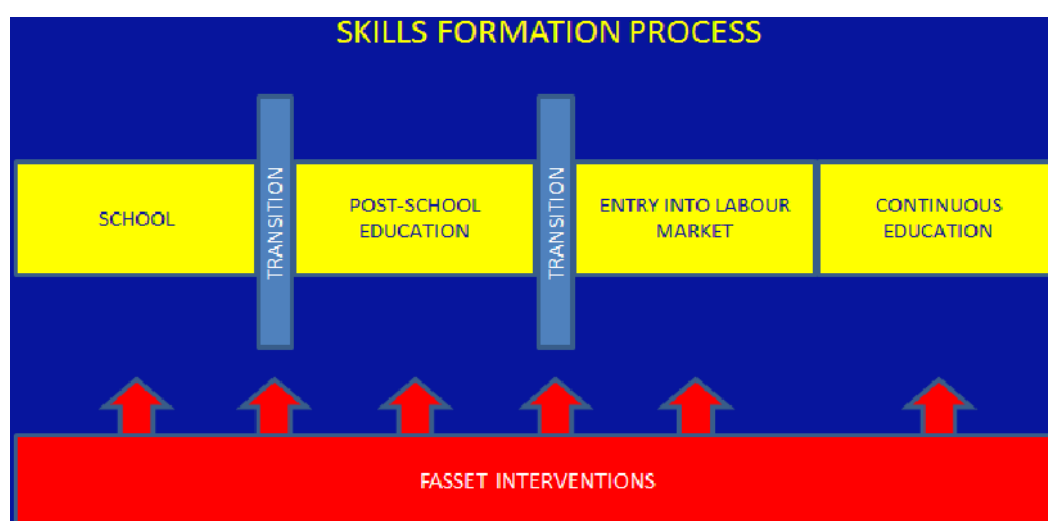 SKILLS FORMATION PROCESS
SCHOOL
TRANSITION
POST-SCHOOL
EDUCATION
TRANSITION
ENTRY INTO LABOUR
MARKET
CONTINUOUS
EDUCATION
FASSET INTERVENTIONS